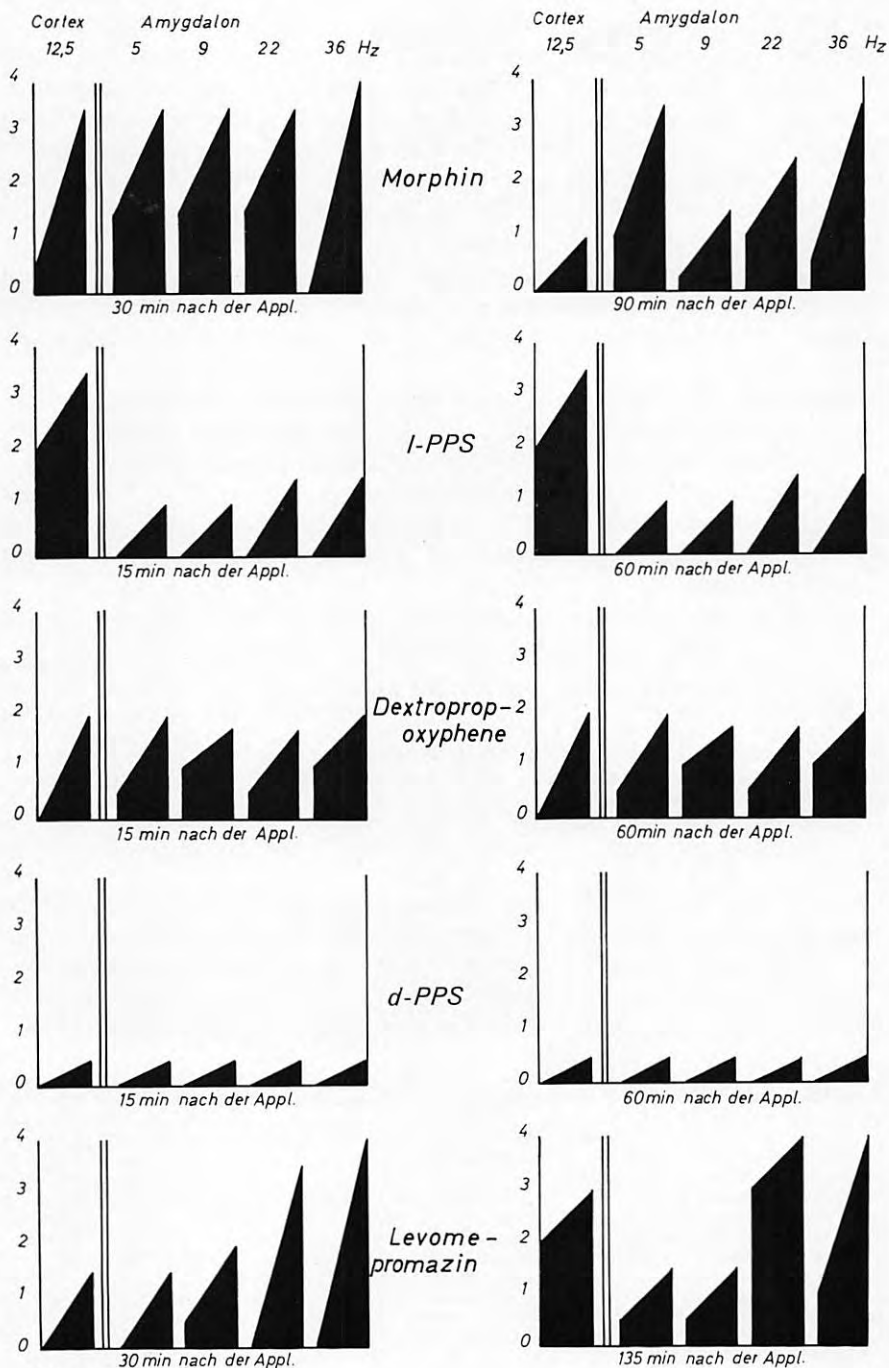 Cortex Amygdalon Cortex Amygdalon
12,5 5 9 22 36 Hz 12,5 5 9 22 36 Hz
4 4
3 3
2 2
Morphin
1 1
0 0
30 min nach der Appl. 90 min nach der Appl.
4 4
3 3
l-PPS
2 2
1 1
0 0
15 min nach der Appl. 60 min nach der Appl.
4 4
3 3
Dextroprop-
2 2
oxyphene
1 1
0 0
15 min nach der Appl. 60 min nach der Appl.
4 4
3 3
2 2
d-PPS
1 1
0 0
15 min nach der Appl. 60 min nach der Appl.
4 4
3 3
2 2
Levome-
promazin
1 1
0 0
30 min nach der Appl. 135 min nach der Appl.